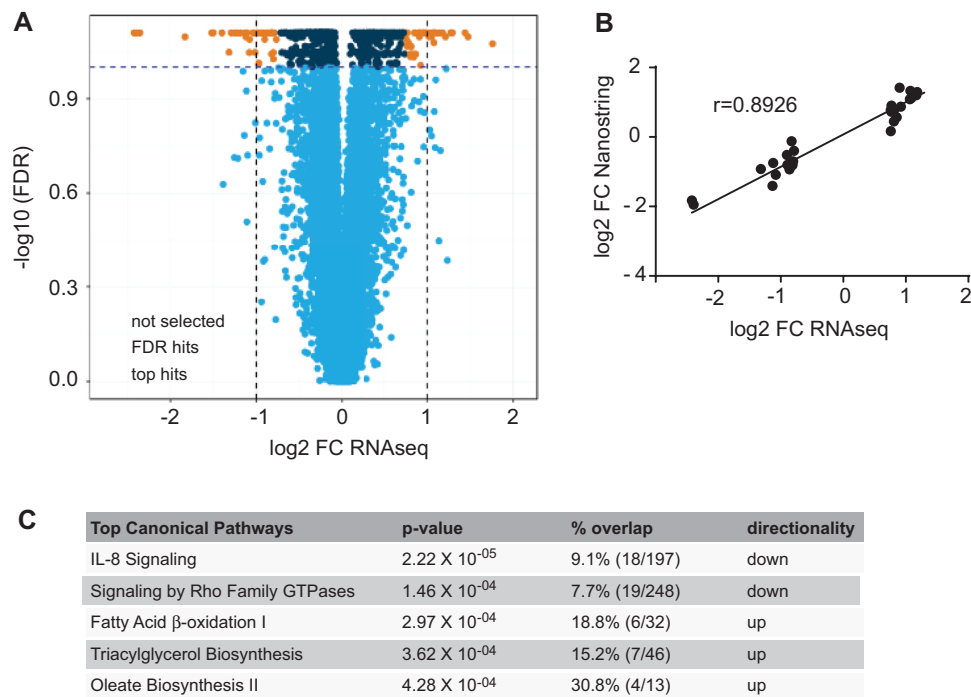 A
-log10 (FDR)
0.9
0.6
0.3
0.0
not selected
FDR hits
top hits
-2
-1
0
1
2
log2 FC RNAseq
B
log2 FC Nanostring
2
0
-2
-4
r=0.8926
-2
-1
0
1
2
log2 FC RNAseq
C
Top Canonical Pathways p-value % overlap directionality
IL-8 Signaling 2.22 X 10⁻⁰⁵ 9.1% (18/197) down
Signaling by Rho Family GTPases 1.46 X 10⁻⁰⁴ 7.7% (19/248) down
Fatty Acid β-oxidation I 2.97 X 10⁻⁰⁴ 18.8% (6/32) up
Triacylglycerol Biosynthesis 3.62 X 10⁻⁰⁴ 15.2% (7/46) up
Oleate Biosynthesis II 4.28 X 10⁻⁰⁴ 30.8% (4/13) up